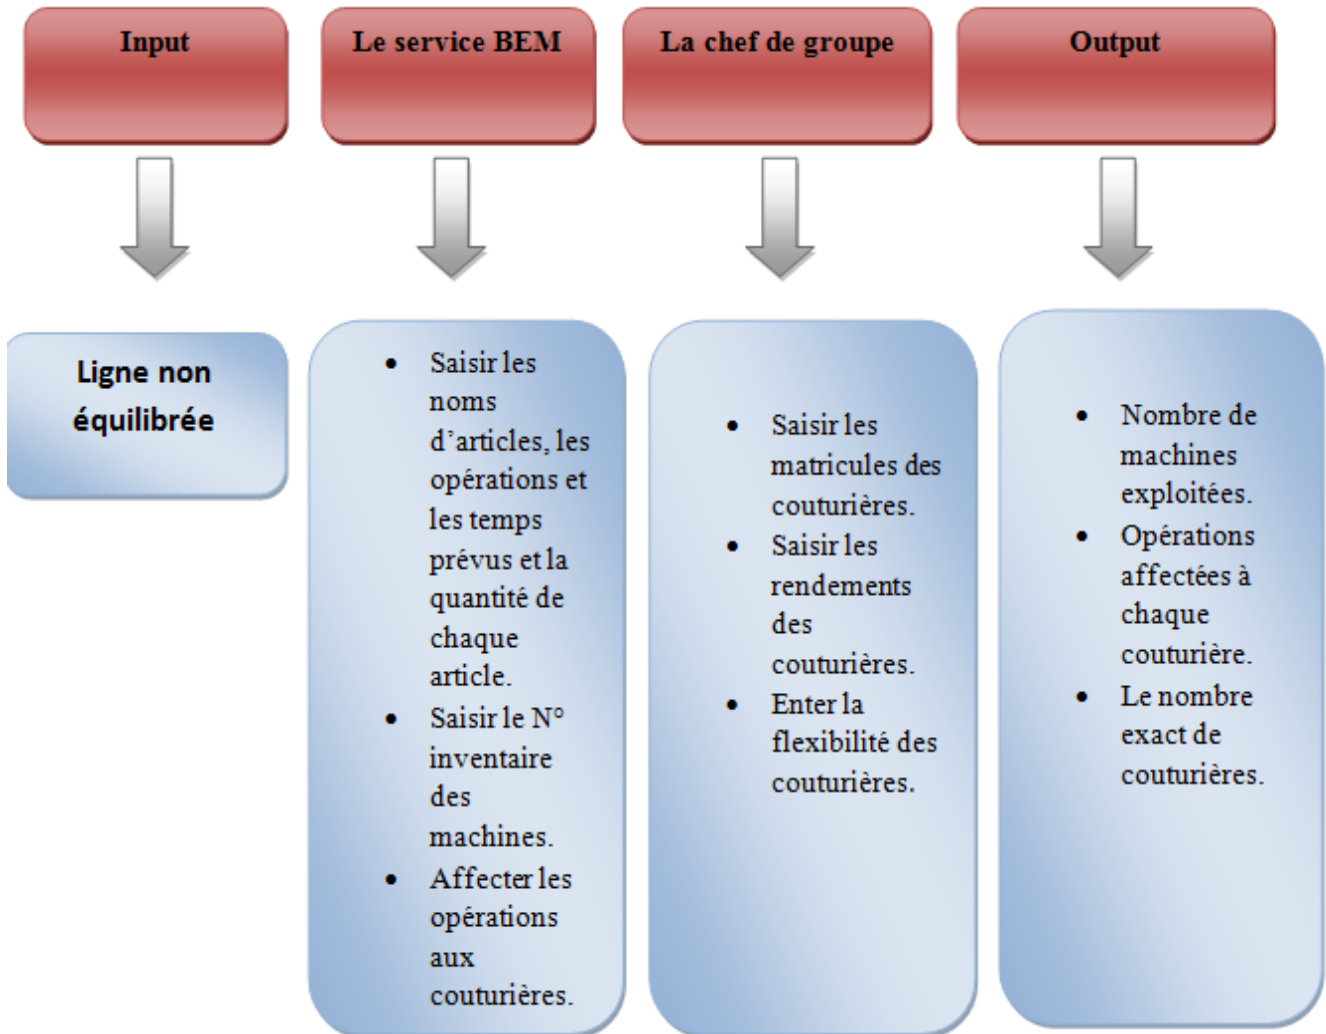 Input
Le service BEM
La chef de groupe
Output
Ligne non
équilibrée
• Saisir les
noms
d’articles, les
opérations et
les temps
prévus et la
quantité de
chaque
article.
• Saisir le N°
inventaire
des
machines.
• Affecter les
opérations
aux
couturières.
• Saisir les
matricules des
couturières.
• Saisir les
rendements
des
couturières.
• Enter la
flexibilité des
couturières.
• Nombre de
machines
exploitées.
• Opérations
affectées à
chaque
couturière.
• Le nombre
exact de
couturières.